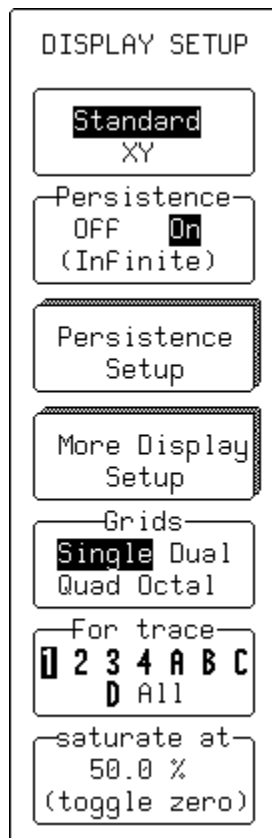 DISPLAY SETUP
Standard
XY
Persistence
OFF On
(Infinite)
Persistence
Setup
More Display
Setup
Grids
Single Dual
Quad Octal
For trace
1 2 3 4 A B C
D All
saturate at
50.0 %
(toggle zero)